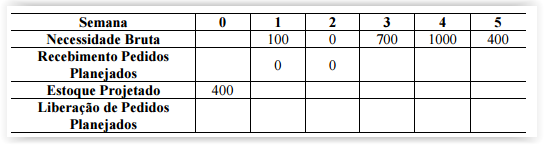 Semana 0 1 2 3 4 5
Necessidade Bruta 100 0 700 1000 400
Recebimento Pedidos
Planejados 0 0
Estoque Projetado 400
Liberação de Pedidos
Planejados